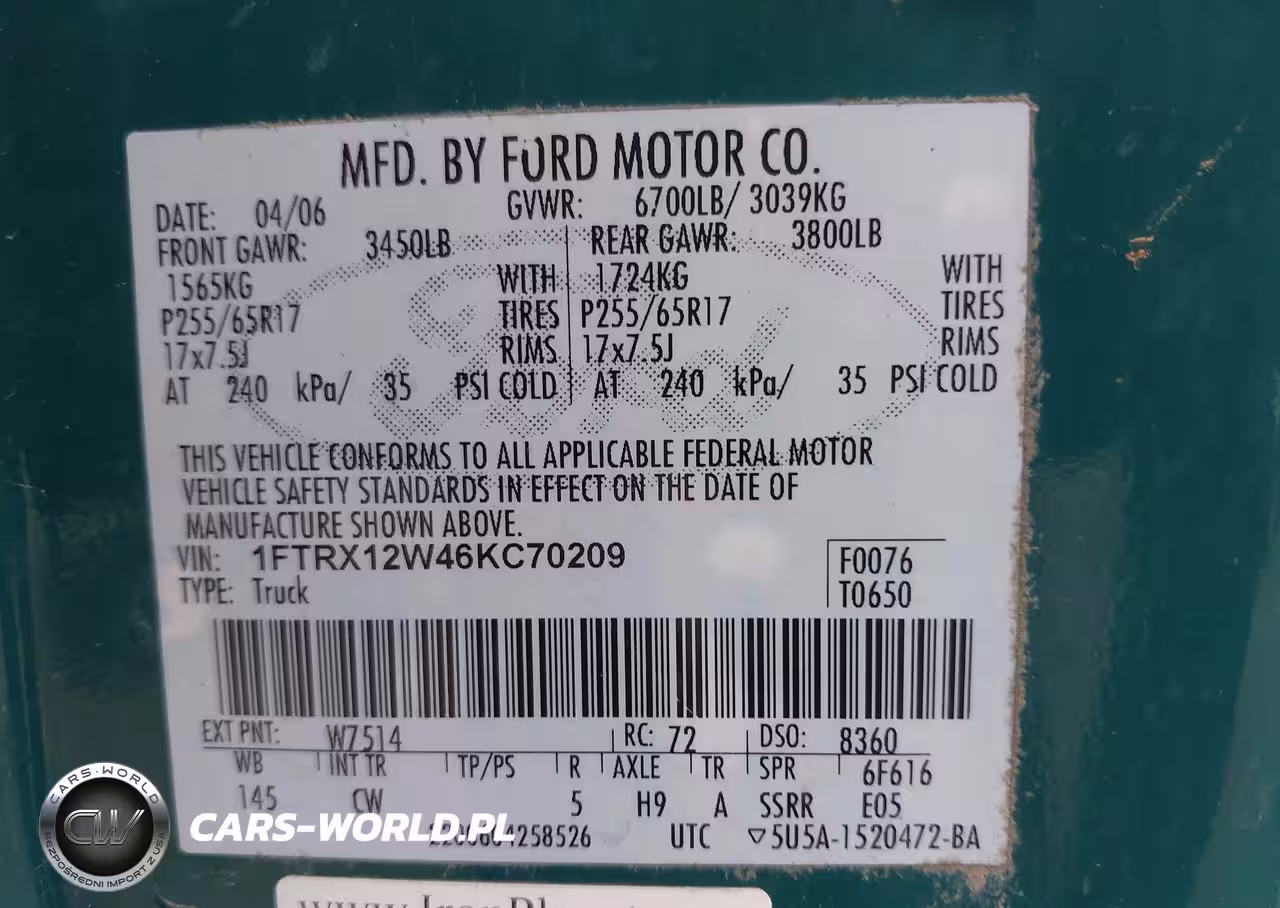 MFD. BY FORD MOTOR CO.
DATE: 04/06 GVWR: 6700LB/ 3039KG
FRONT GAWR: 3450LB REAR GAWR: 3800LB
1565KG WITH 1724KG WITH
P255/65R17 TIRES P255/65R17 TIRES
17x7.5J RIMS 17x7.5J RIMS
AT 240 kPa/ 35 PSI COLD AT 240 kPa/ 35 PSI COLD
Ford
THIS VEHICLE CONFORMS TO ALL APPLICABLE FEDERAL MOTOR
VEHICLE SAFETY STANDARDS IN EFFECT ON THE DATE OF
MANUFACTURE SHOWN ABOVE.
VIN: 1FTRX12W46KC70209 F0076
TYPE: Truck T0650
EXT PNT: W7514 RC: 72 DSO: 8360
WB INT TR TP/PS R AXLE TR SPR 6F616
145 CW 5 H9 A SSRR E05
UTC ▽5U5A-1520472-BA
CARS-WORLD.PL
CARS-WORLD
CW
BEZPOŚREDNI IMPORT Z USA